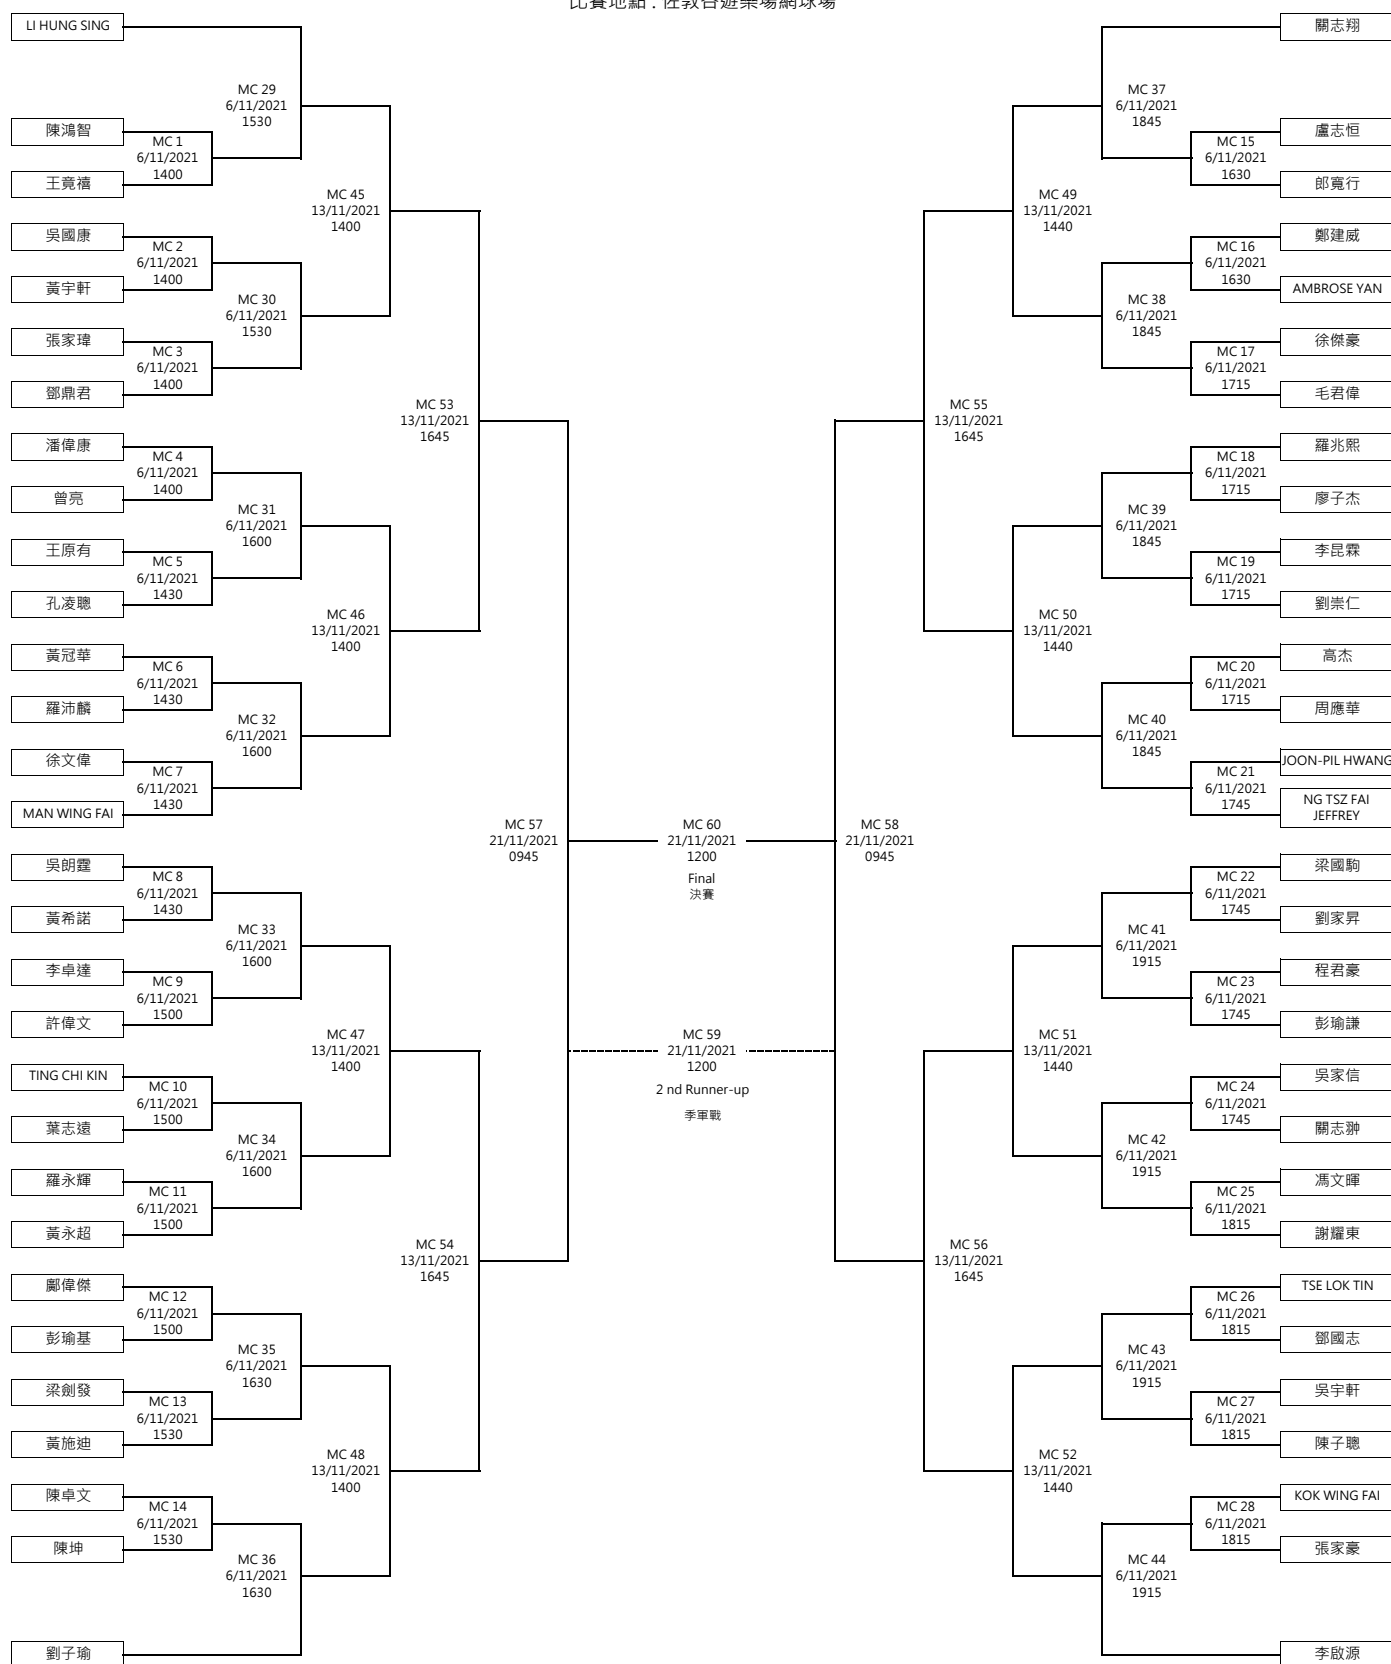 比賽地點 : 佐敦谷遊樂場網球場
LI HUNG SING
MC 29
6/11/2021
1530
陳鴻智
MC 1
6/11/2021
1400
王竟禧
MC 45
13/11/2021
1400
吳國康
MC 2
6/11/2021
1400
黃宇軒
MC 30
6/11/2021
1530
張家瑋
MC 3
6/11/2021
1400
鄧鼎君
MC 53
13/11/2021
1645
潘偉康
MC 4
6/11/2021
1400
曾亮
MC 31
6/11/2021
1600
王原有
MC 5
6/11/2021
1430
孔凌聰
MC 46
13/11/2021
1400
黃冠華
MC 6
6/11/2021
1430
羅沛麟
MC 32
6/11/2021
1600
徐文偉
MC 7
6/11/2021
1430
MAN WING FAI
MC 57
21/11/2021
0945
吳朗霆
MC 8
6/11/2021
1430
黃希諾
MC 33
6/11/2021
1600
李卓達
MC 9
6/11/2021
1500
許偉文
MC 47
13/11/2021
1400
TING CHI KIN
MC 10
6/11/2021
1500
葉志遠
MC 34
6/11/2021
1600
羅永輝
MC 11
6/11/2021
1500
黃永超
MC 54
13/11/2021
1645
鄺偉傑
MC 12
6/11/2021
1500
彭瑜基
MC 35
6/11/2021
1630
梁劍發
MC 13
6/11/2021
1530
黃施迪
MC 48
13/11/2021
1400
陳卓文
MC 14
6/11/2021
1530
陳坤
MC 36
6/11/2021
1630
劉子瑜
MC 60
21/11/2021
1200
Final
決賽
MC 59
21/11/2021
1200
2 nd Runner-up
季軍戰
關志翔
MC 37
6/11/2021
1845
盧志恒
MC 15
6/11/2021
1630
郎寬行
MC 49
13/11/2021
1440
鄭建威
MC 16
6/11/2021
1630
AMBROSE YAN
MC 38
6/11/2021
1845
徐傑豪
MC 17
6/11/2021
1715
毛君偉
MC 55
13/11/2021
1645
羅兆熙
MC 18
6/11/2021
1715
廖子杰
MC 39
6/11/2021
1845
李昆霖
MC 19
6/11/2021
1715
劉崇仁
MC 50
13/11/2021
1440
高杰
MC 20
6/11/2021
1715
周應華
MC 40
6/11/2021
1845
JOON-PIL HWANG
MC 21
6/11/2021
1745
NG TSZ FAI
JEFFREY
MC 58
21/11/2021
0945
梁國駒
MC 22
6/11/2021
1745
劉家昇
MC 41
6/11/2021
1915
程君豪
MC 23
6/11/2021
1745
彭瑜謙
MC 51
13/11/2021
1440
吳家信
MC 24
6/11/2021
1745
關志翀
MC 42
6/11/2021
1915
馮文暉
MC 25
6/11/2021
1815
謝耀東
MC 56
13/11/2021
1645
TSE LOK TIN
MC 26
6/11/2021
1815
鄧國志
MC 43
6/11/2021
1915
吳宇軒
MC 27
6/11/2021
1815
陳子聰
MC 52
13/11/2021
1440
KOK WING FAI
MC 28
6/11/2021
1815
張家豪
MC 44
6/11/2021
1915
李啟源